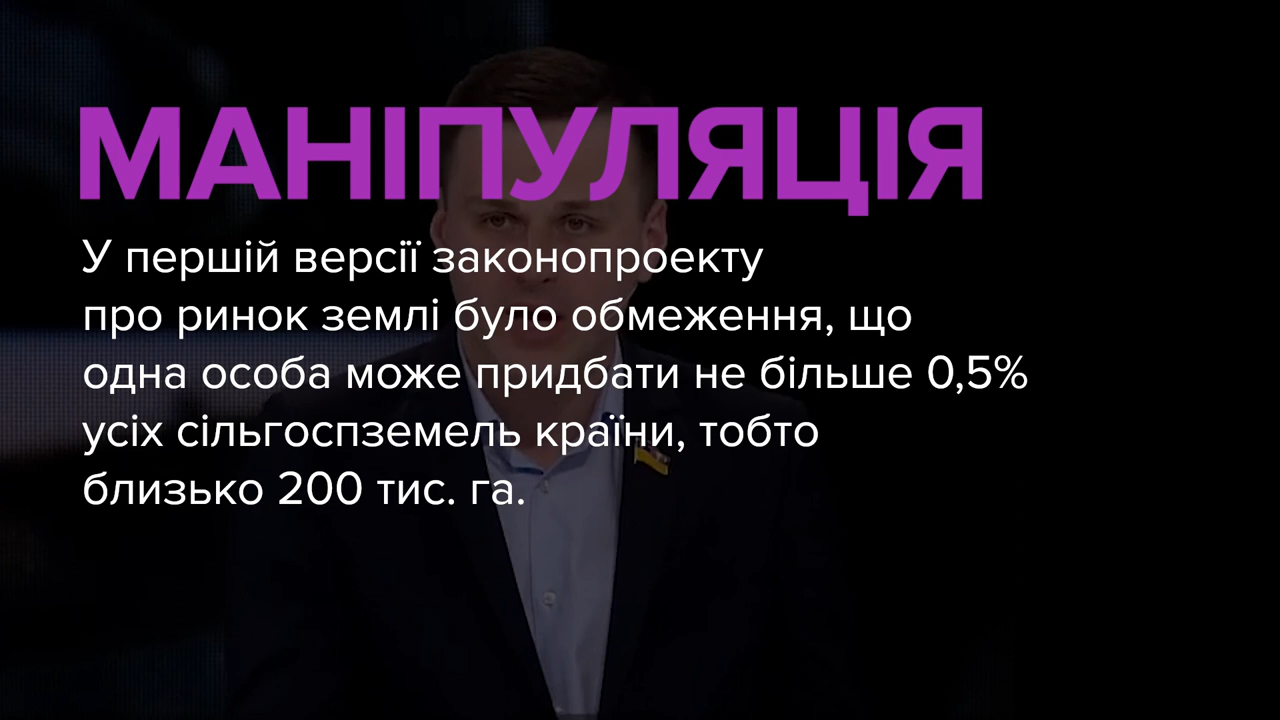 МАНІПУЛЯЦІЯ
У першій версії законопроекту
про ринок землі було обмеження, що
одна особа може придбати не більше 0,5%
усіх сільгоспземель країни, тобто
близько 200 тис. га.